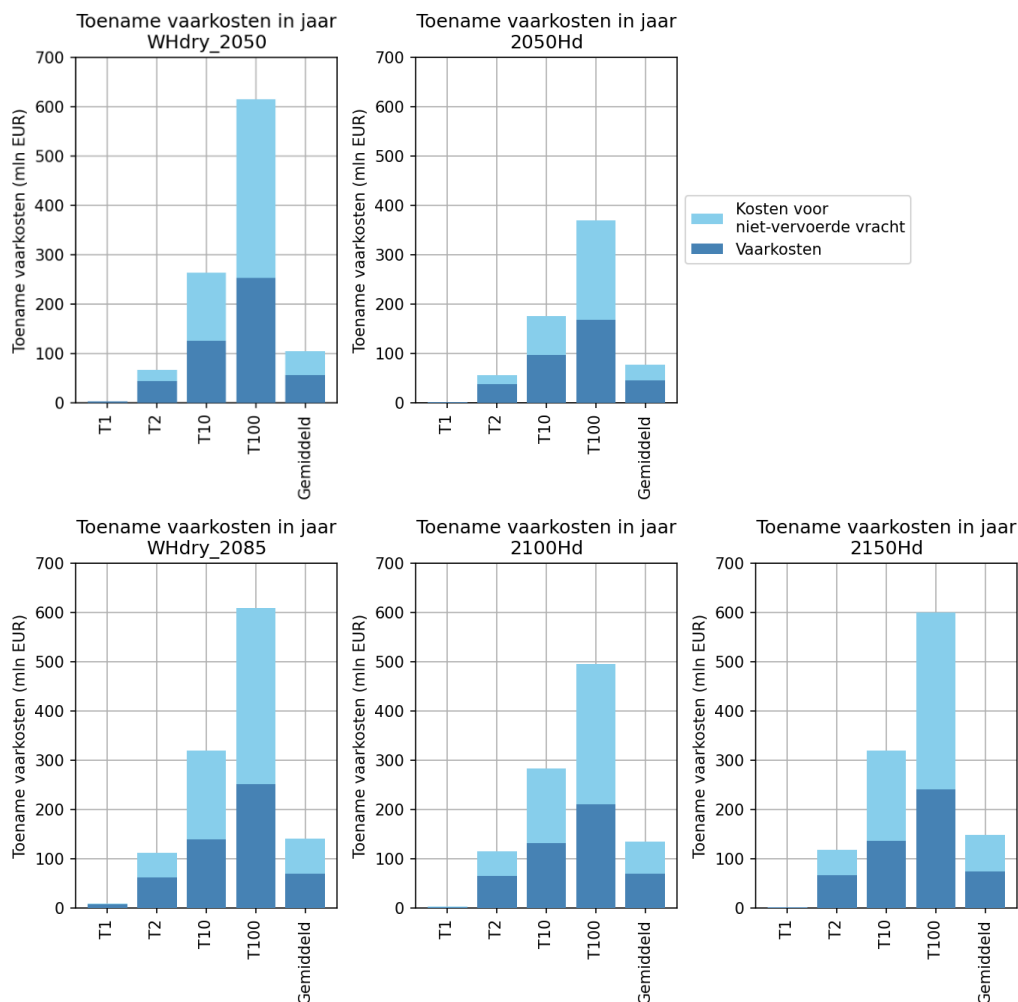 Toename vaarkosten in jaar
WHdry_2050
Toename vaarkosten (mln EUR)
700
600
500
400
300
200
100
0
T1
T2
T10
T100
Gemiddeld
Toename vaarkosten in jaar
2050Hd
Toename vaarkosten (mln EUR)
700
600
500
400
300
200
100
0
T1
T2
T10
T100
Gemiddeld
Kosten voor
niet-vervoerde vracht
Vaarkosten
Toename vaarkosten in jaar
WHdry_2085
Toename vaarkosten (mln EUR)
700
600
500
400
300
200
100
0
T1
T2
T10
T100
Gemiddeld
Toename vaarkosten in jaar
2100Hd
Toename vaarkosten (mln EUR)
700
600
500
400
300
200
100
0
T1
T2
T10
T100
Gemiddeld
Toename vaarkosten in jaar
2150Hd
Toename vaarkosten (mln EUR)
700
600
500
400
300
200
100
0
T1
T2
T10
T100
Gemiddeld